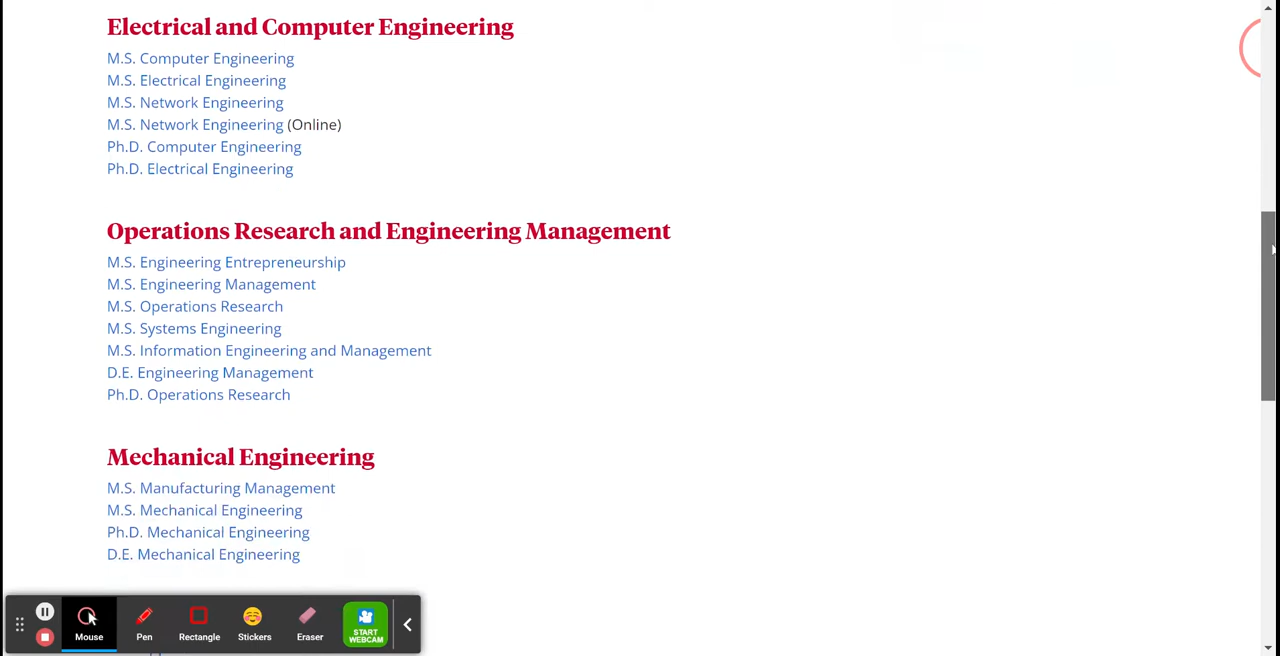 Electrical and Computer Engineering
M.S. Computer Engineering
M.S. Electrical Engineering
M.S. Network Engineering
M.S. Network Engineering (Online)
Ph.D. Computer Engineering
Ph.D. Electrical Engineering
Operations Research and Engineering Management
M.S. Engineering Entrepreneurship
M.S. Engineering Management
M.S. Operations Research
M.S. Systems Engineering
M.S. Information Engineering and Management
D.E. Engineering Management
Ph.D. Operations Research
Mechanical Engineering
M.S. Manufacturing Management
M.S. Mechanical Engineering
Ph.D. Mechanical Engineering
D.E. Mechanical Engineering
Mouse Pen Rectangle Stickers Eraser START
WEBCAM